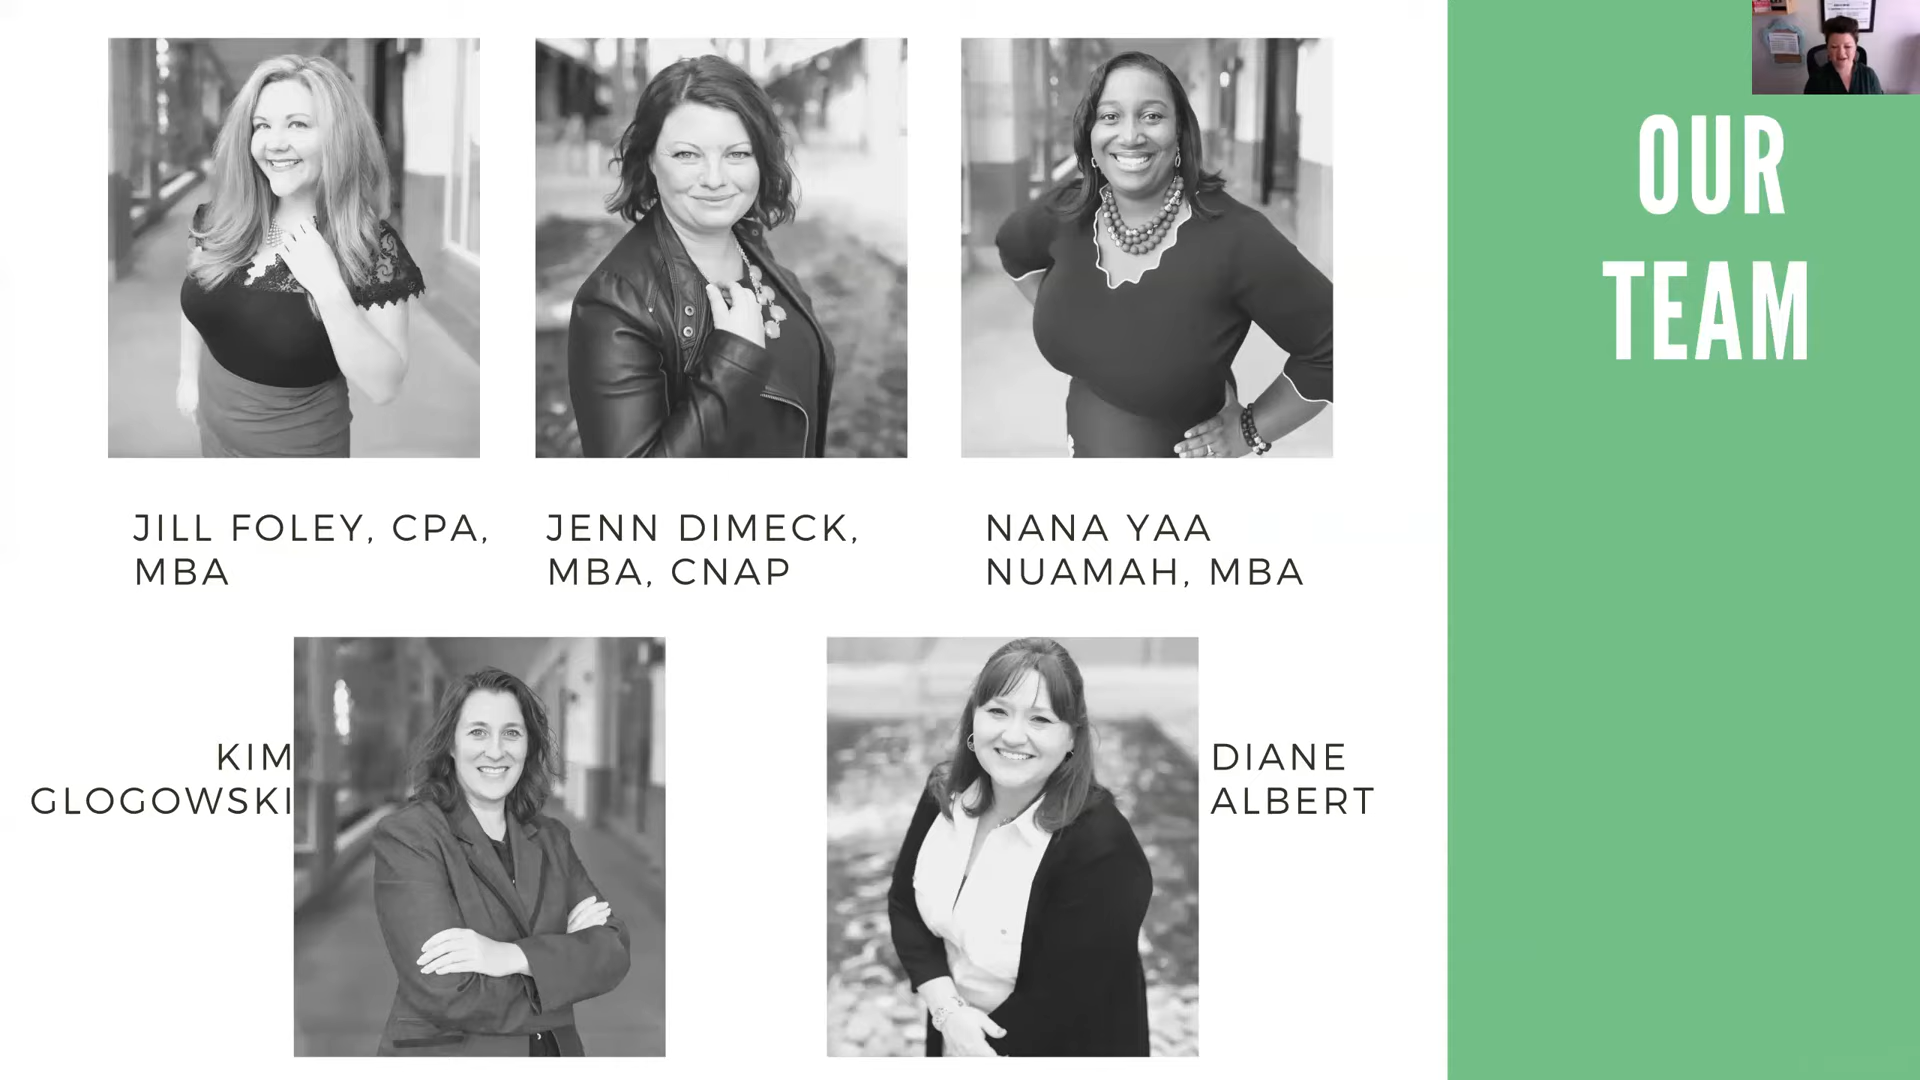 OUR
TEAM
JILL FOLEY, CPA,
MBA
JENN DIMECK,
MBA, CNAP
NANA YAA
NUAMAH, MBA
KIM
GLOGOWSKI
DIANE
ALBERT